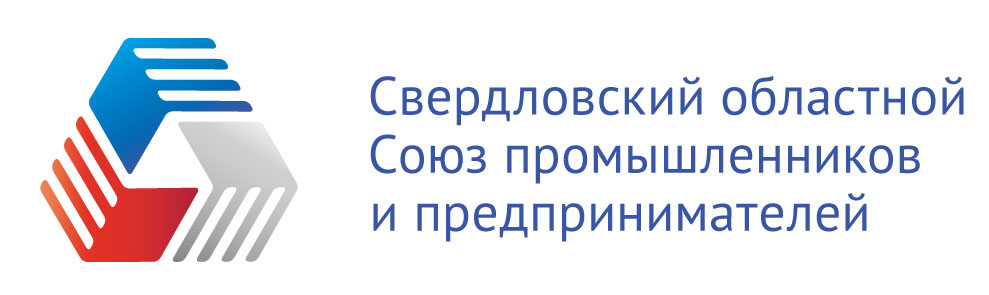 Свердловский областной
Союз промышленников
и предпринимателей